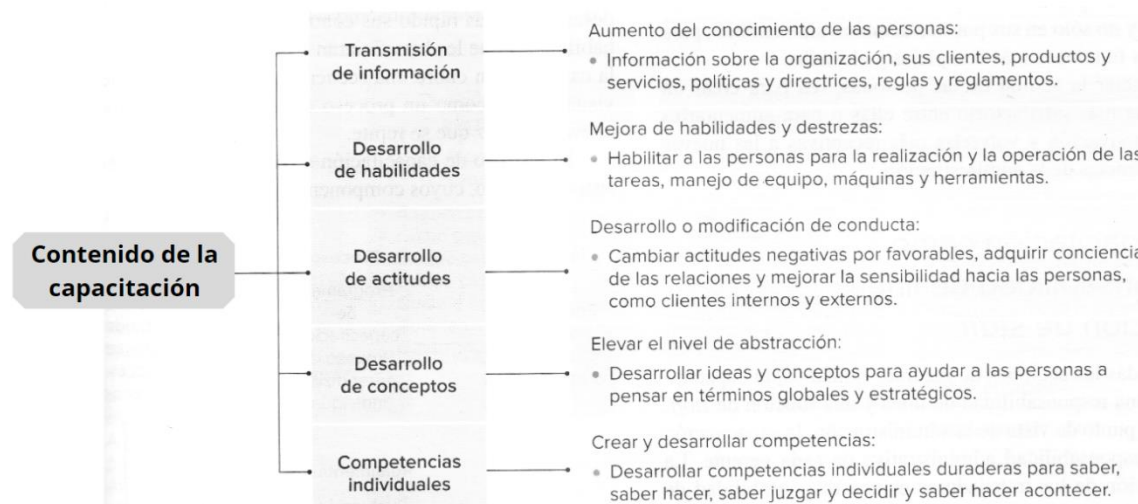 Contenido de la
capacitación
Transmisión
de información
Aumento del conocimiento de las personas:
• Información sobre la organización, sus clientes, productos y
servicios, políticas y directrices, reglas y reglamentos.
Desarrollo
de habilidades
Mejora de habilidades y destrezas:
• Habilitar a las personas para la realización y la operación de las
tareas, manejo de equipo, máquinas y herramientas.
Desarrollo
de actitudes
Desarrollo o modificación de conducta:
• Cambiar actitudes negativas por favorables, adquirir conciencia
de las relaciones y mejorar la sensibilidad hacia las personas,
como clientes internos y externos.
Desarrollo
de conceptos
Elevar el nivel de abstracción:
• Desarrollar ideas y conceptos para ayudar a las personas a
pensar en términos globales y estratégicos.
Competencias
individuales
Crear y desarrollar competencias:
• Desarrollar competencias individuales duraderas para saber,
saber hacer, saber juzgar y decidir y saber hacer acontecer.